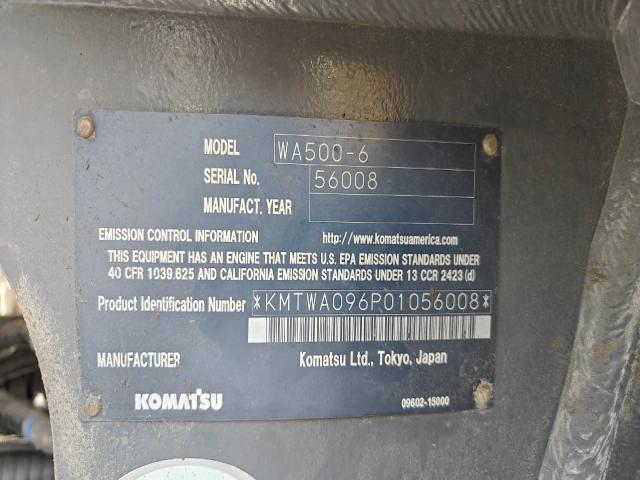 MODEL WA500-6
SERIAL No. 56008
MANUFACT. YEAR
EMISSION CONTROL INFORMATION http://www.komatsuamerica.com
THIS EQUIPMENT HAS AN ENGINE THAT MEETS U.S. EPA EMISSION STANDARDS UNDER
40 CFR 1039.625 AND CALIFORNIA EMISSION STANDARDS UNDER 13 CCR 2423 (d)
Product Identification Number *KMTWA096P01056008*
MANUFACTURER Komatsu Ltd., Tokyo, Japan
KOMATSU 09602-15000